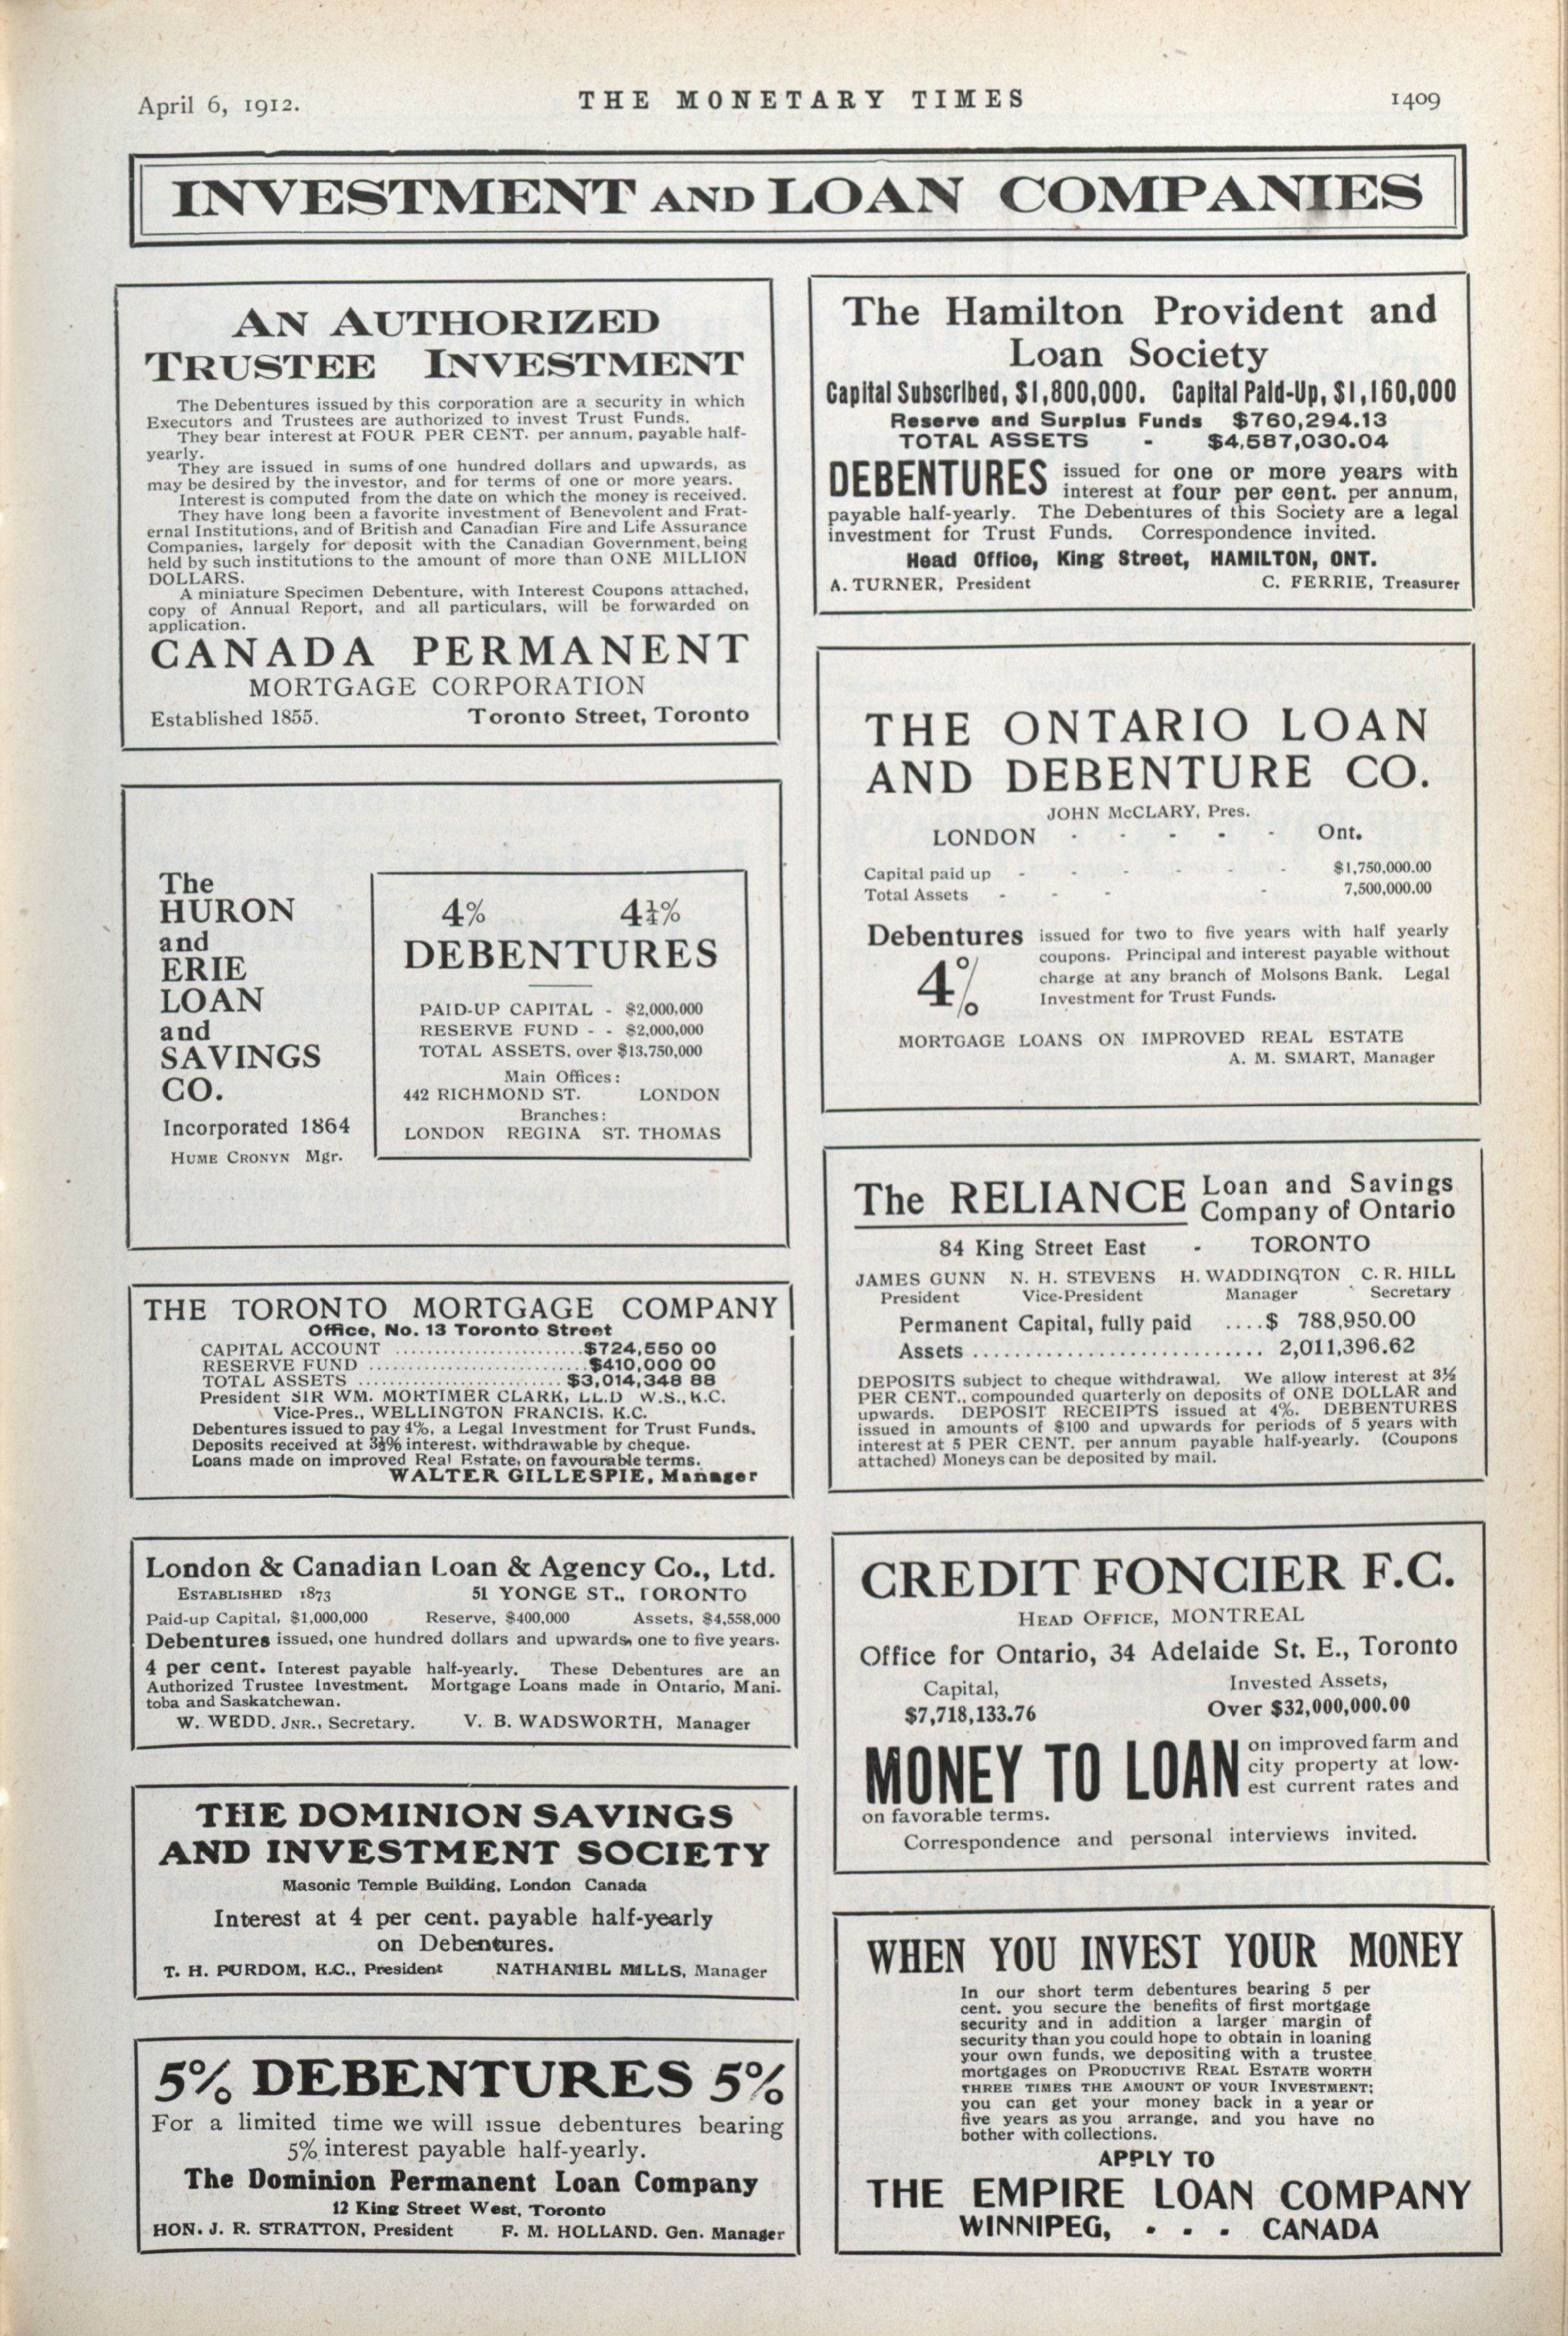 April 6, 1912.
THE MONETARY TIMES
1409
INVESTMENT AND LOAN COMPANIES
AN AUTHORIZED
TRUSTEE INVESTMENT
The Debentures issued by this corporation are a security in which
Executors and Trustees are authorized to invest Trust Funds.
They bear interest at FOUR PER CENT. per annum, payable half-
yearly.
They are issued in sums of one hundred dollars and upwards, as
may be desired by the investor, and for terms of one or more years.
Interest is computed from the date on which the money is received.
They have long been a favorite investment of Benevolent and Frat-
ernal Institutions, and of British and Canadian Fire and Life Assurance
Companies, largely for deposit with the Canadian Government, being
held by such institutions to the amount of more than ONE MILLION
DOLLARS.
A miniature Specimen Debenture, with Interest Coupons attached,
copy of Annual Report, and all particulars, will be forwarded on
application.
CANADA PERMANENT
MORTGAGE CORPORATION
Established 1855. Toronto Street, Toronto
The
HURON
and
ERIE
LOAN
and
SAVINGS
CO.
Incorporated 1864
HUME CRONYN Mgr.
4% 4¼%
DEBENTURES
PAID-UP CAPITAL - $2,000,000
RESERVE FUND - - $2,000,000
TOTAL ASSETS, over $13,750,000
Main Offices:
442 RICHMOND ST. LONDON
Branches:
LONDON REGINA ST. THOMAS
THE TORONTO MORTGAGE COMPANY
Office, No. 13 Toronto Street
CAPITAL ACCOUNT ........................$724,550 00
RESERVE FUND ............................$410,000 00
TOTAL ASSETS ..........................$3,014,348 88
President SIR WM. MORTIMER CLARK, LL.D W.S., K.C.
Vice-Pres., WELLINGTON FRANCIS, K.C.
Debentures issued to pay 4%, a Legal Investment for Trust Funds.
Deposits received at 3½% interest, withdrawable by cheque.
Loans made on improved Real Estate, on favourable terms.
WALTER GILLESPIE, Manager
London & Canadian Loan & Agency Co., Ltd.
ESTABLISHED 1873 51 YONGE ST., TORONTO
Paid-up Capital, $1,000,000 Reserve, $400,000 Assets, $4,558,000
Debentures issued, one hundred dollars and upwards, one to five years.
4 per cent. Interest payable half-yearly. These Debentures are an
Authorized Trustee Investment. Mortgage Loans made in Ontario, Mani-
toba and Saskatchewan.
W. WEDD, JNR., Secretary. V. B. WADSWORTH, Manager
THE DOMINION SAVINGS
AND INVESTMENT SOCIETY
Masonic Temple Building, London Canada
Interest at 4 per cent. payable half-yearly
on Debentures.
T. H. PURDOM, K.C., President NATHANIEL MILLS, Manager
5% DEBENTURES 5%
For a limited time we will issue debentures bearing
5% interest payable half-yearly.
The Dominion Permanent Loan Company
12 King Street West, Toronto
HON. J. R. STRATTON, President F. M. HOLLAND, Gen. Manager
The Hamilton Provident and
Loan Society
Capital Subscribed, $1,800,000. Capital Paid-Up, $1,160,000
Reserve and Surplus Funds $760,294.13
TOTAL ASSETS - $4,587,030.04
DEBENTURES issued for one or more years with
interest at four per cent. per annum,
payable half-yearly. The Debentures of this Society are a legal
investment for Trust Funds. Correspondence invited.
Head Office, King Street, HAMILTON, ONT.
A. TURNER, President C. FERRIE, Treasurer
THE ONTARIO LOAN
AND DEBENTURE CO.
JOHN McCLARY, Pres.
LONDON - - - - - Ont.
Capital paid up - - - - - - - $1,750,000.00
Total Assets - - - - 7,500,000.00
Debentures issued for two to five years with half yearly
4% coupons. Principal and interest payable without
charge at any branch of Molsons Bank. Legal
Investment for Trust Funds.
MORTGAGE LOANS ON IMPROVED REAL ESTATE
A. M. SMART, Manager
The RELIANCE Loan and Savings
Company of Ontario
84 King Street East - TORONTO
JAMES GUNN N. H. STEVENS H. WADDINGTON C. R. HILL
President Vice-President Manager Secretary
Permanent Capital, fully paid ....$ 788,950.00
Assets ............................ 2,011,396.62
DEPOSITS subject to cheque withdrawal. We allow interest at 3½
PER CENT., compounded quarterly on deposits of ONE DOLLAR and
upwards. DEPOSIT RECEIPTS issued at 4%. DEBENTURES
issued in amounts of $100 and upwards for periods of 5 years with
interest at 5 PER CENT. per annum payable half-yearly. (Coupons
attached) Moneys can be deposited by mail.
CREDIT FONCIER F.C.
HEAD OFFICE, MONTREAL
Office for Ontario, 34 Adelaide St. E., Toronto
Capital, Invested Assets,
$7,718,133.76 Over $32,000,000.00
MONEY TO LOAN on improved farm and
city property at low-
est current rates and
on favorable terms.
Correspondence and personal interviews invited.
WHEN YOU INVEST YOUR MONEY
In our short term debentures bearing 5 per
cent. you secure the benefits of first mortgage
security and in addition a larger margin of
security than you could hope to obtain in loaning
your own funds, we depositing with a trustee
mortgages on PRODUCTIVE REAL ESTATE WORTH
THREE TIMES THE AMOUNT OF YOUR INVESTMENT;
you can get your money back in a year or
five years as you arrange, and you have no
bother with collections.
APPLY TO
THE EMPIRE LOAN COMPANY
WINNIPEG, - - - CANADA